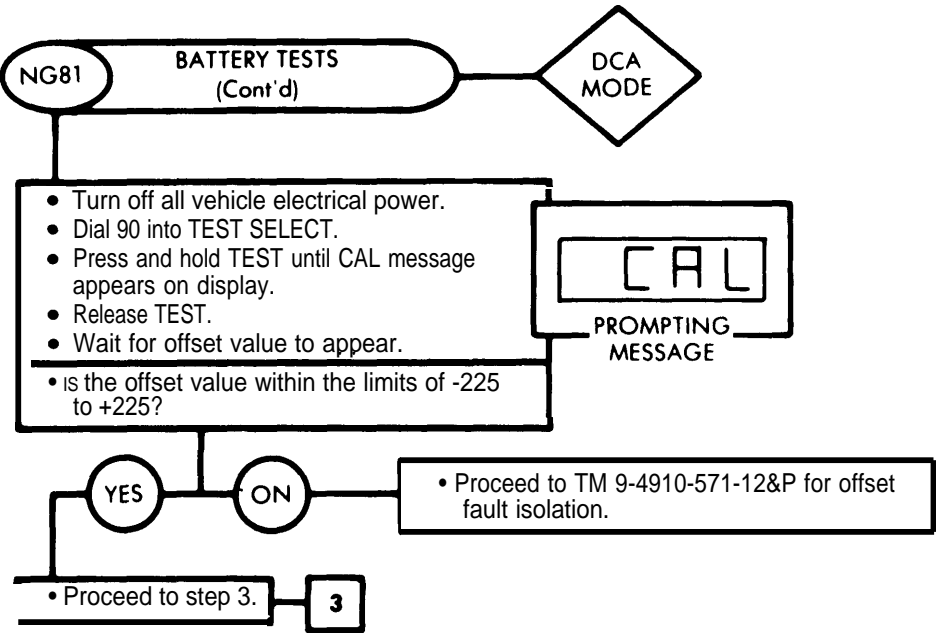 NG81
BATTERY TESTS
(Cont'd)
DCA
MODE
• Turn off all vehicle electrical power.
• Dial 90 into TEST SELECT.
• Press and hold TEST until CAL message
appears on display.
• Release TEST.
• Wait for offset value to appear.
• IS the offset value within the limits of -225
to +225?
CAL
PROMPTING
MESSAGE
YES
ON
• Proceed to TM 9-4910-571-12&P for offset
fault isolation.
• Proceed to step 3.
3